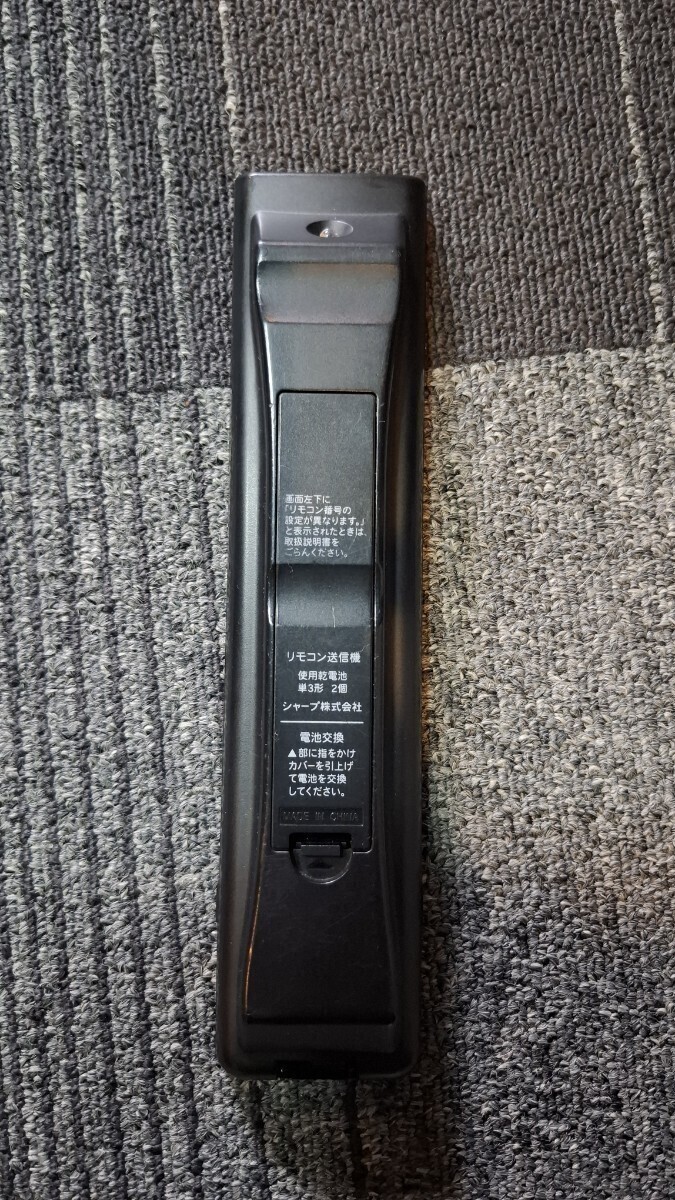 画面左下に
「リモコン番号の
設定が異なります。」
と表示されたときは、
取扱説明書を
ごらんください。
リモコン送信機
使用乾電池
単3形 2個
シャープ株式会社
電池交換
▲部に指をかけ
カバーを引上げ
て電池を交換
してください。
MADE IN CHINA